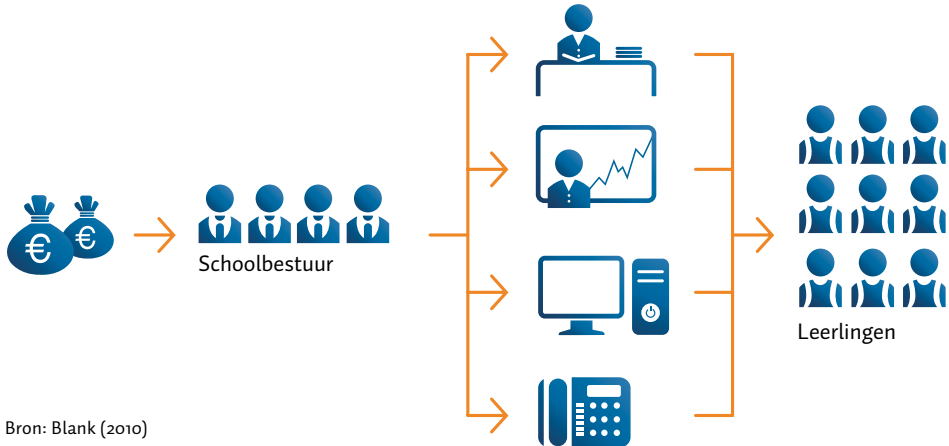 € €
Schoolbestuur
Leerlingen
Bron: Blank (2010)